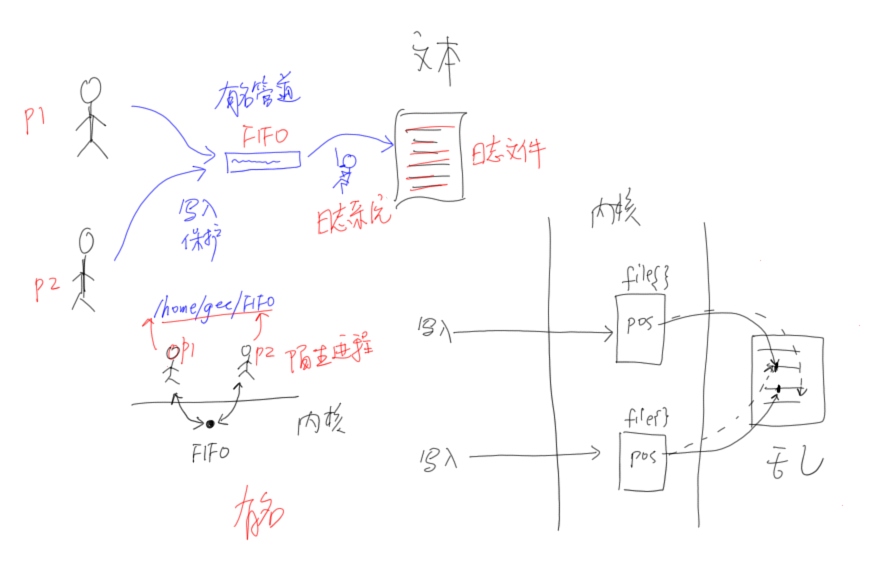 文本
p1
有名管道
FIFO
日志文件
写入
保护
日志系统
p2
/home/gec/FIFO
p1
p2
陌生进程
内核
FIFO
有名
内核
file{}
写入
pos
file{}
写入
pos
乱